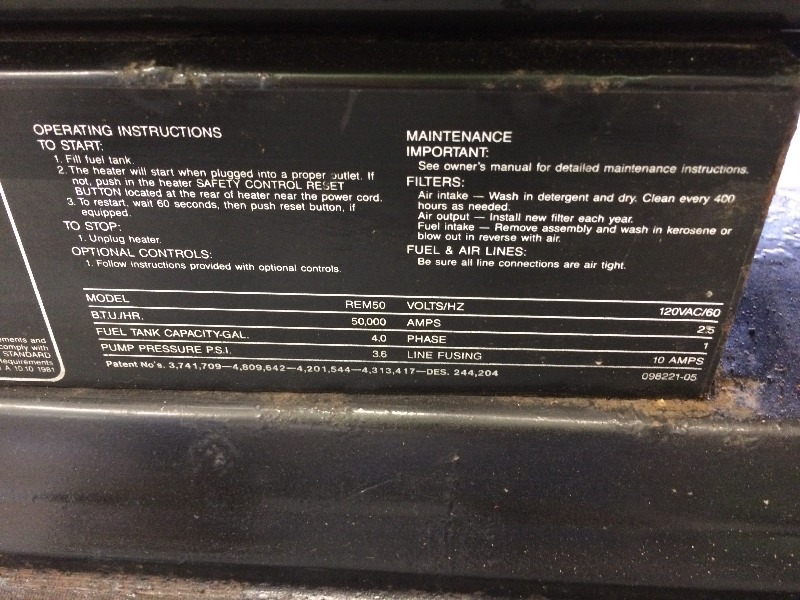 OPERATING INSTRUCTIONS
TO START:
1. Fill fuel tank.
2. The heater will start when plugged into a proper outlet. If
not, push in the heater SAFETY CONTROL RESET
BUTTON located at the rear of heater near the power cord.
3. To restart, wait 60 seconds, then push reset button, if
equipped.
TO STOP:
1. Unplug heater.
OPTIONAL CONTROLS:
1. Follow instructions provided with optional controls.
MAINTENANCE
IMPORTANT:
See owner's manual for detailed maintenance instructions.
FILTERS:
Air intake — Wash in detergent and dry. Clean every 400
hours as needed.
Air output — Install new filter each year.
Fuel intake — Remove assembly and wash in kerosene or
blow out in reverse with air.
FUEL & AIR LINES:
Be sure all line connections are air tight.
MODEL REM50 VOLTS/HZ 120VAC/60
B.T.U./HR. 50,000 AMPS 2.5
FUEL TANK CAPACITY-GAL. 4.0 PHASE 1
PUMP PRESSURE P.S.I. 3.6 LINE FUSING 10 AMPS
Patent No's. 3,741,709—4,809,642—4,201,544—4,313,417—DES. 244,204
098221-05
ements and
comply with
STANDARD
equirements
A 10.10 1981